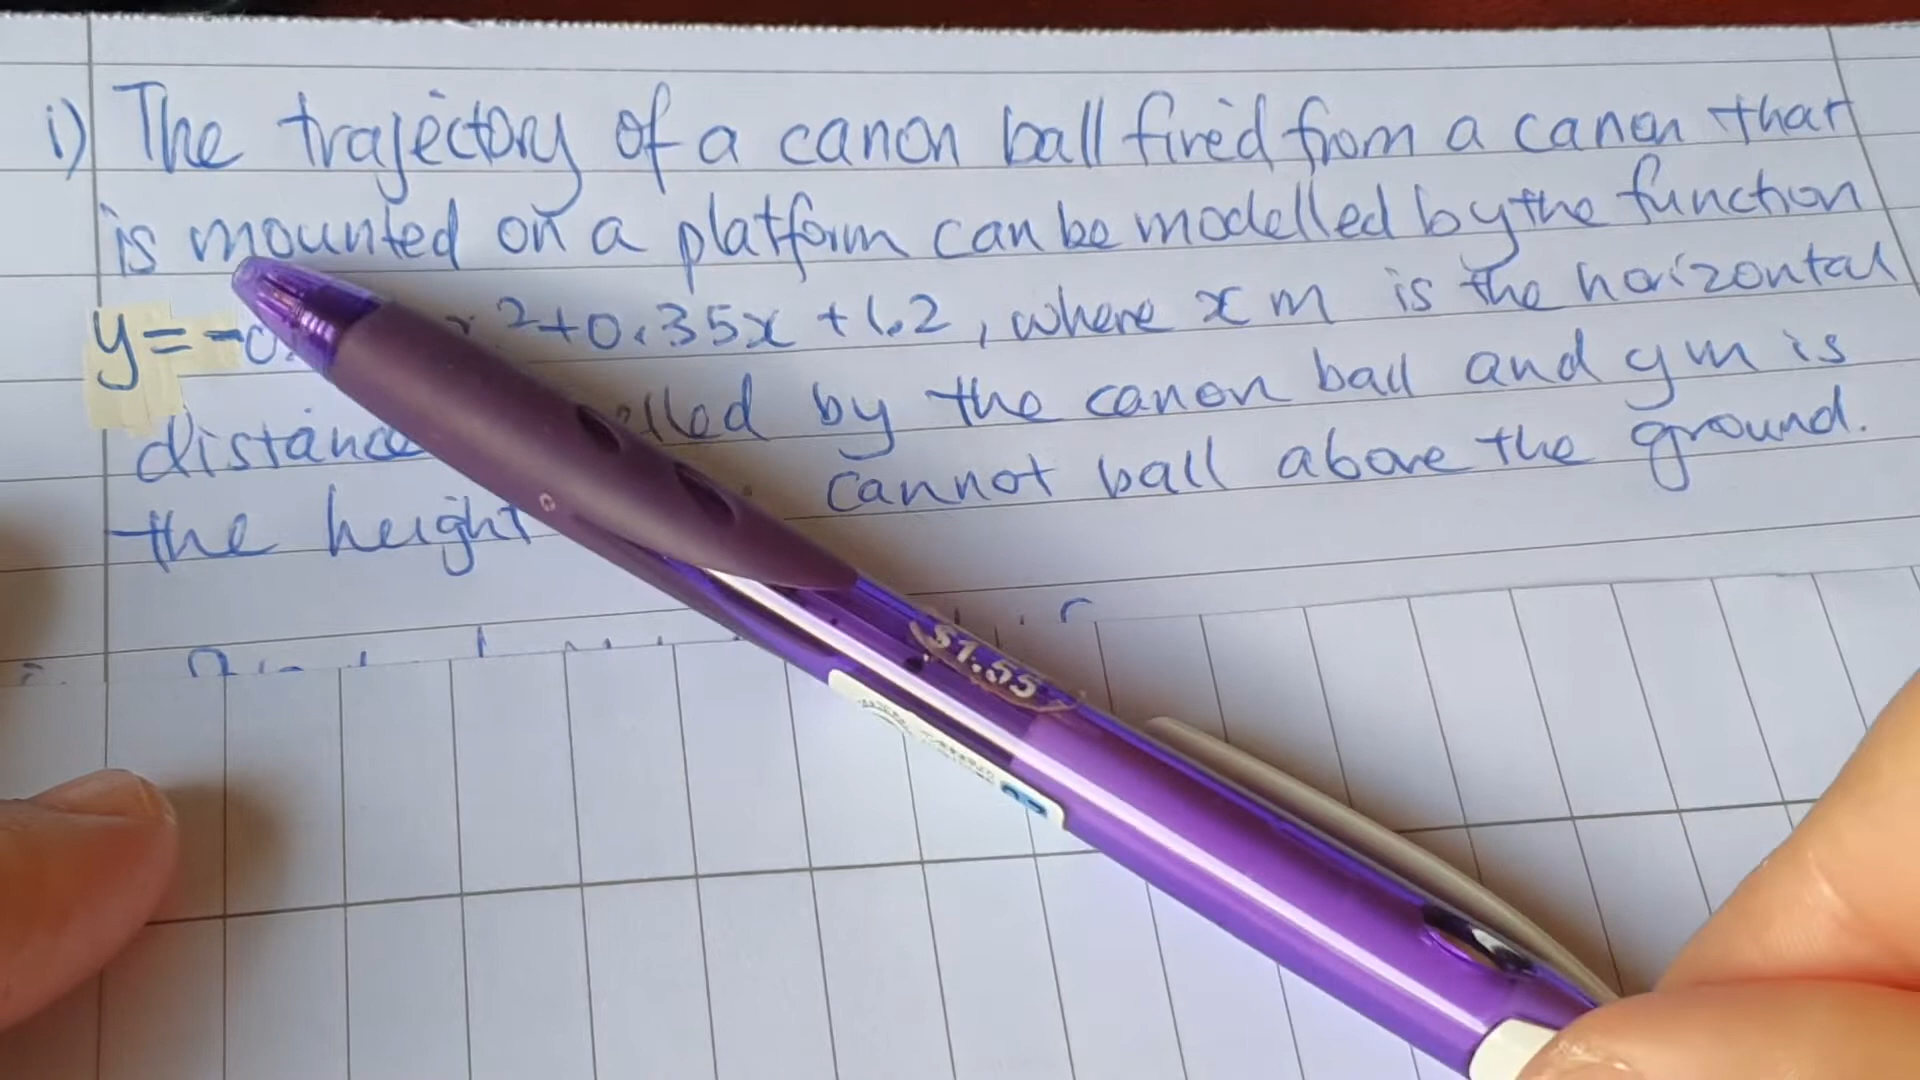 i) The trajectory of a canon ball fired from a canon that
is mounted on a platform can be modelled by the function
y=-0. ² +0.35x +1.2, where x m is the horizontal
distance by the canon ball and y m is
the height cannot ball above the ground.
$1.55